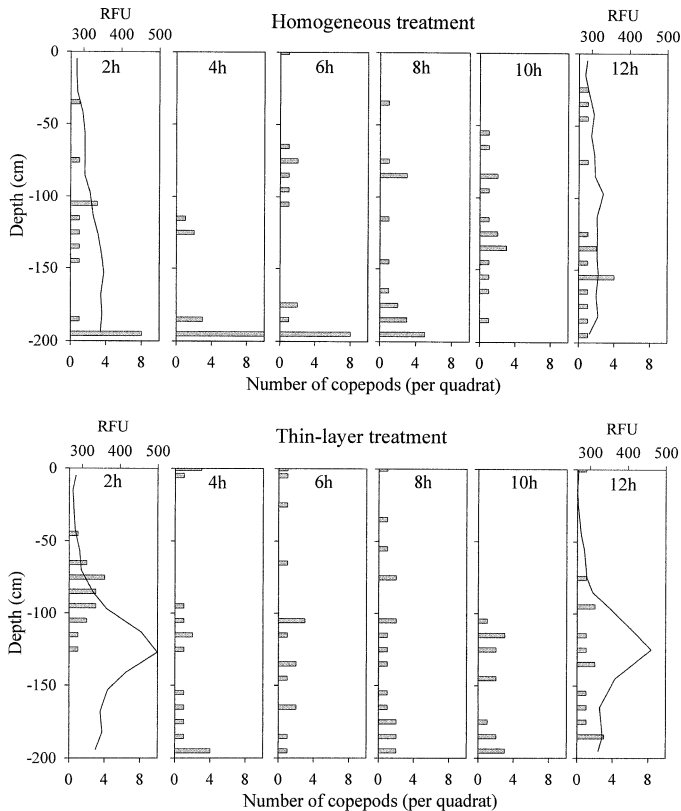 RFU
Homogeneous treatment
RFU
300 400 500
300 400 500
0
2h
4h
6h
8h
10h
12h
-50
-100
-150
-200
Depth (cm)
0 4 8
0 4 8
0 4 8
0 4 8
0 4 8
0 4 8
Number of copepods (per quadrat)
RFU
Thin-layer treatment
RFU
300 400 500
300 400 500
0
2h
4h
6h
8h
10h
12h
-50
-100
-150
-200
Depth (cm)
0 4 8
0 4 8
0 4 8
0 4 8
0 4 8
0 4 8
Number of copepods (per quadrat)